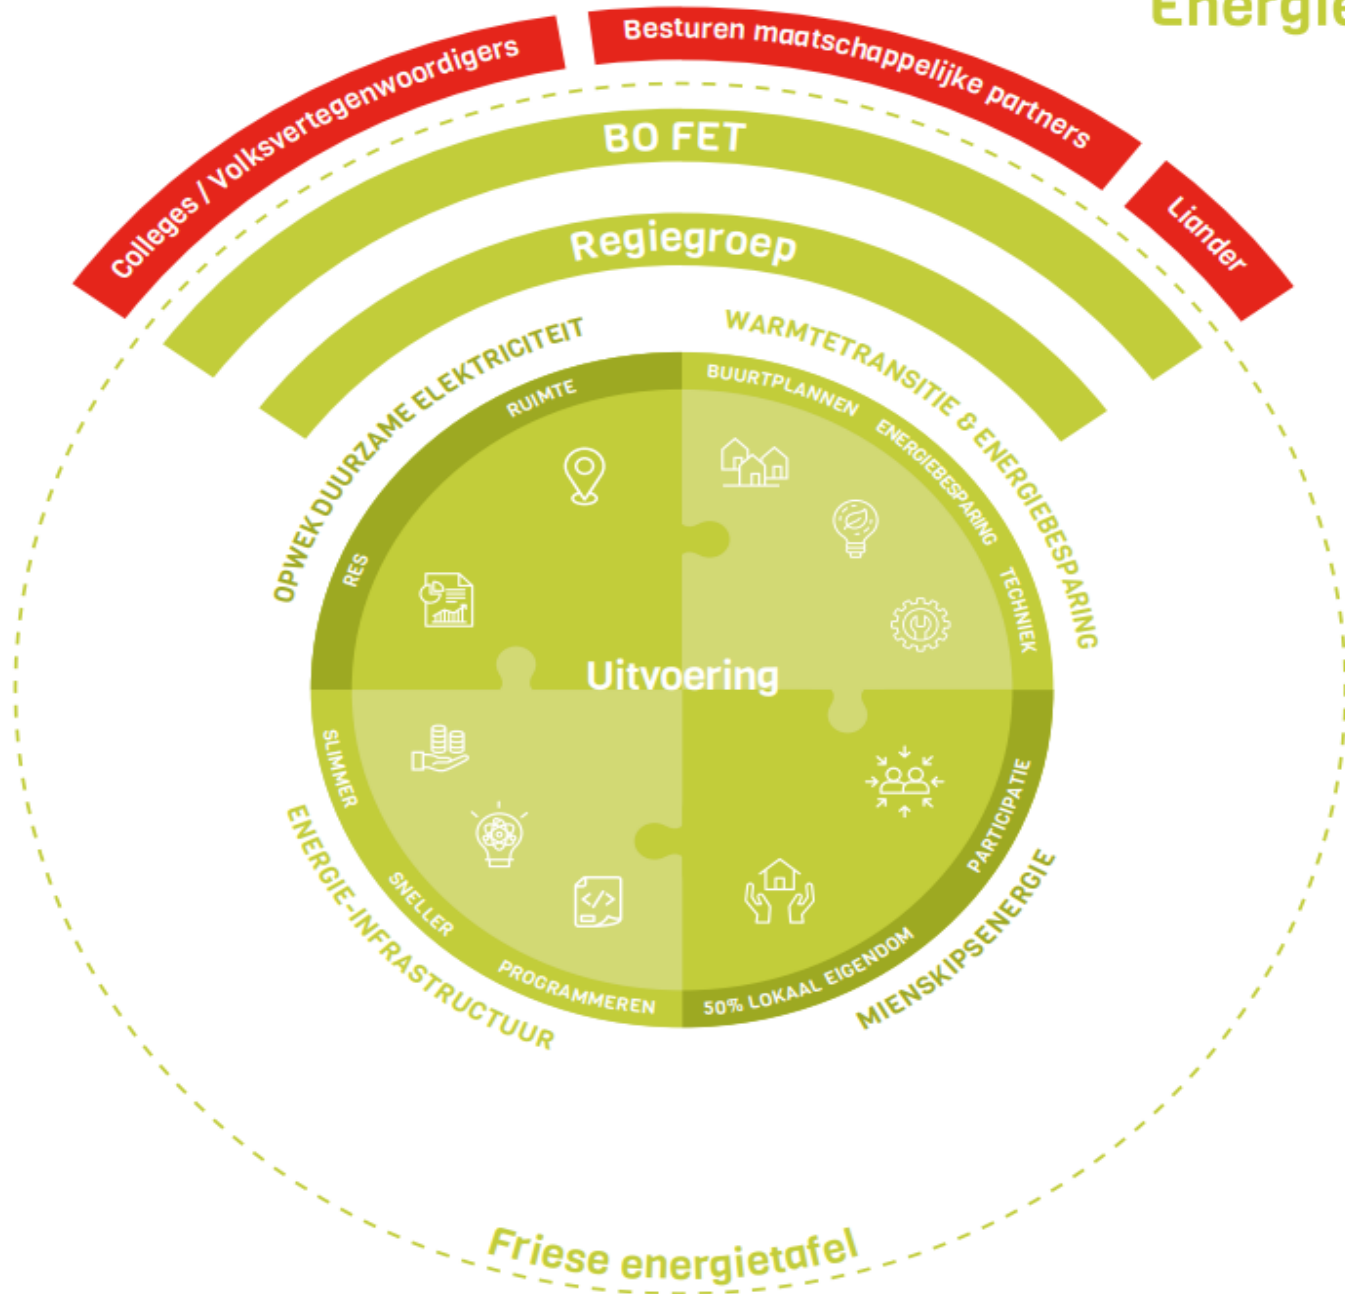 Energie
Colleges / Volksvertegenwoordigers
Besturen maatschappelijke partners
Liander
BO FET
Regiegroep
OPWEK DUURZAME ELEKTRICITEIT
WARMTETRANSITIE & ENERGIEBESPARING
RUIMTE
RES
BUURTPLANNEN
ENERGIEBESPARING
TECHNIEK
Uitvoering
SLIMMER
SNELLER
PROGRAMMEREN
PARTICIPATIE
50% LOKAAL EIGENDOM
ENERGIE-INFRASTRUCTUUR
MIENSKIPSENERGIE
Friese energietafel